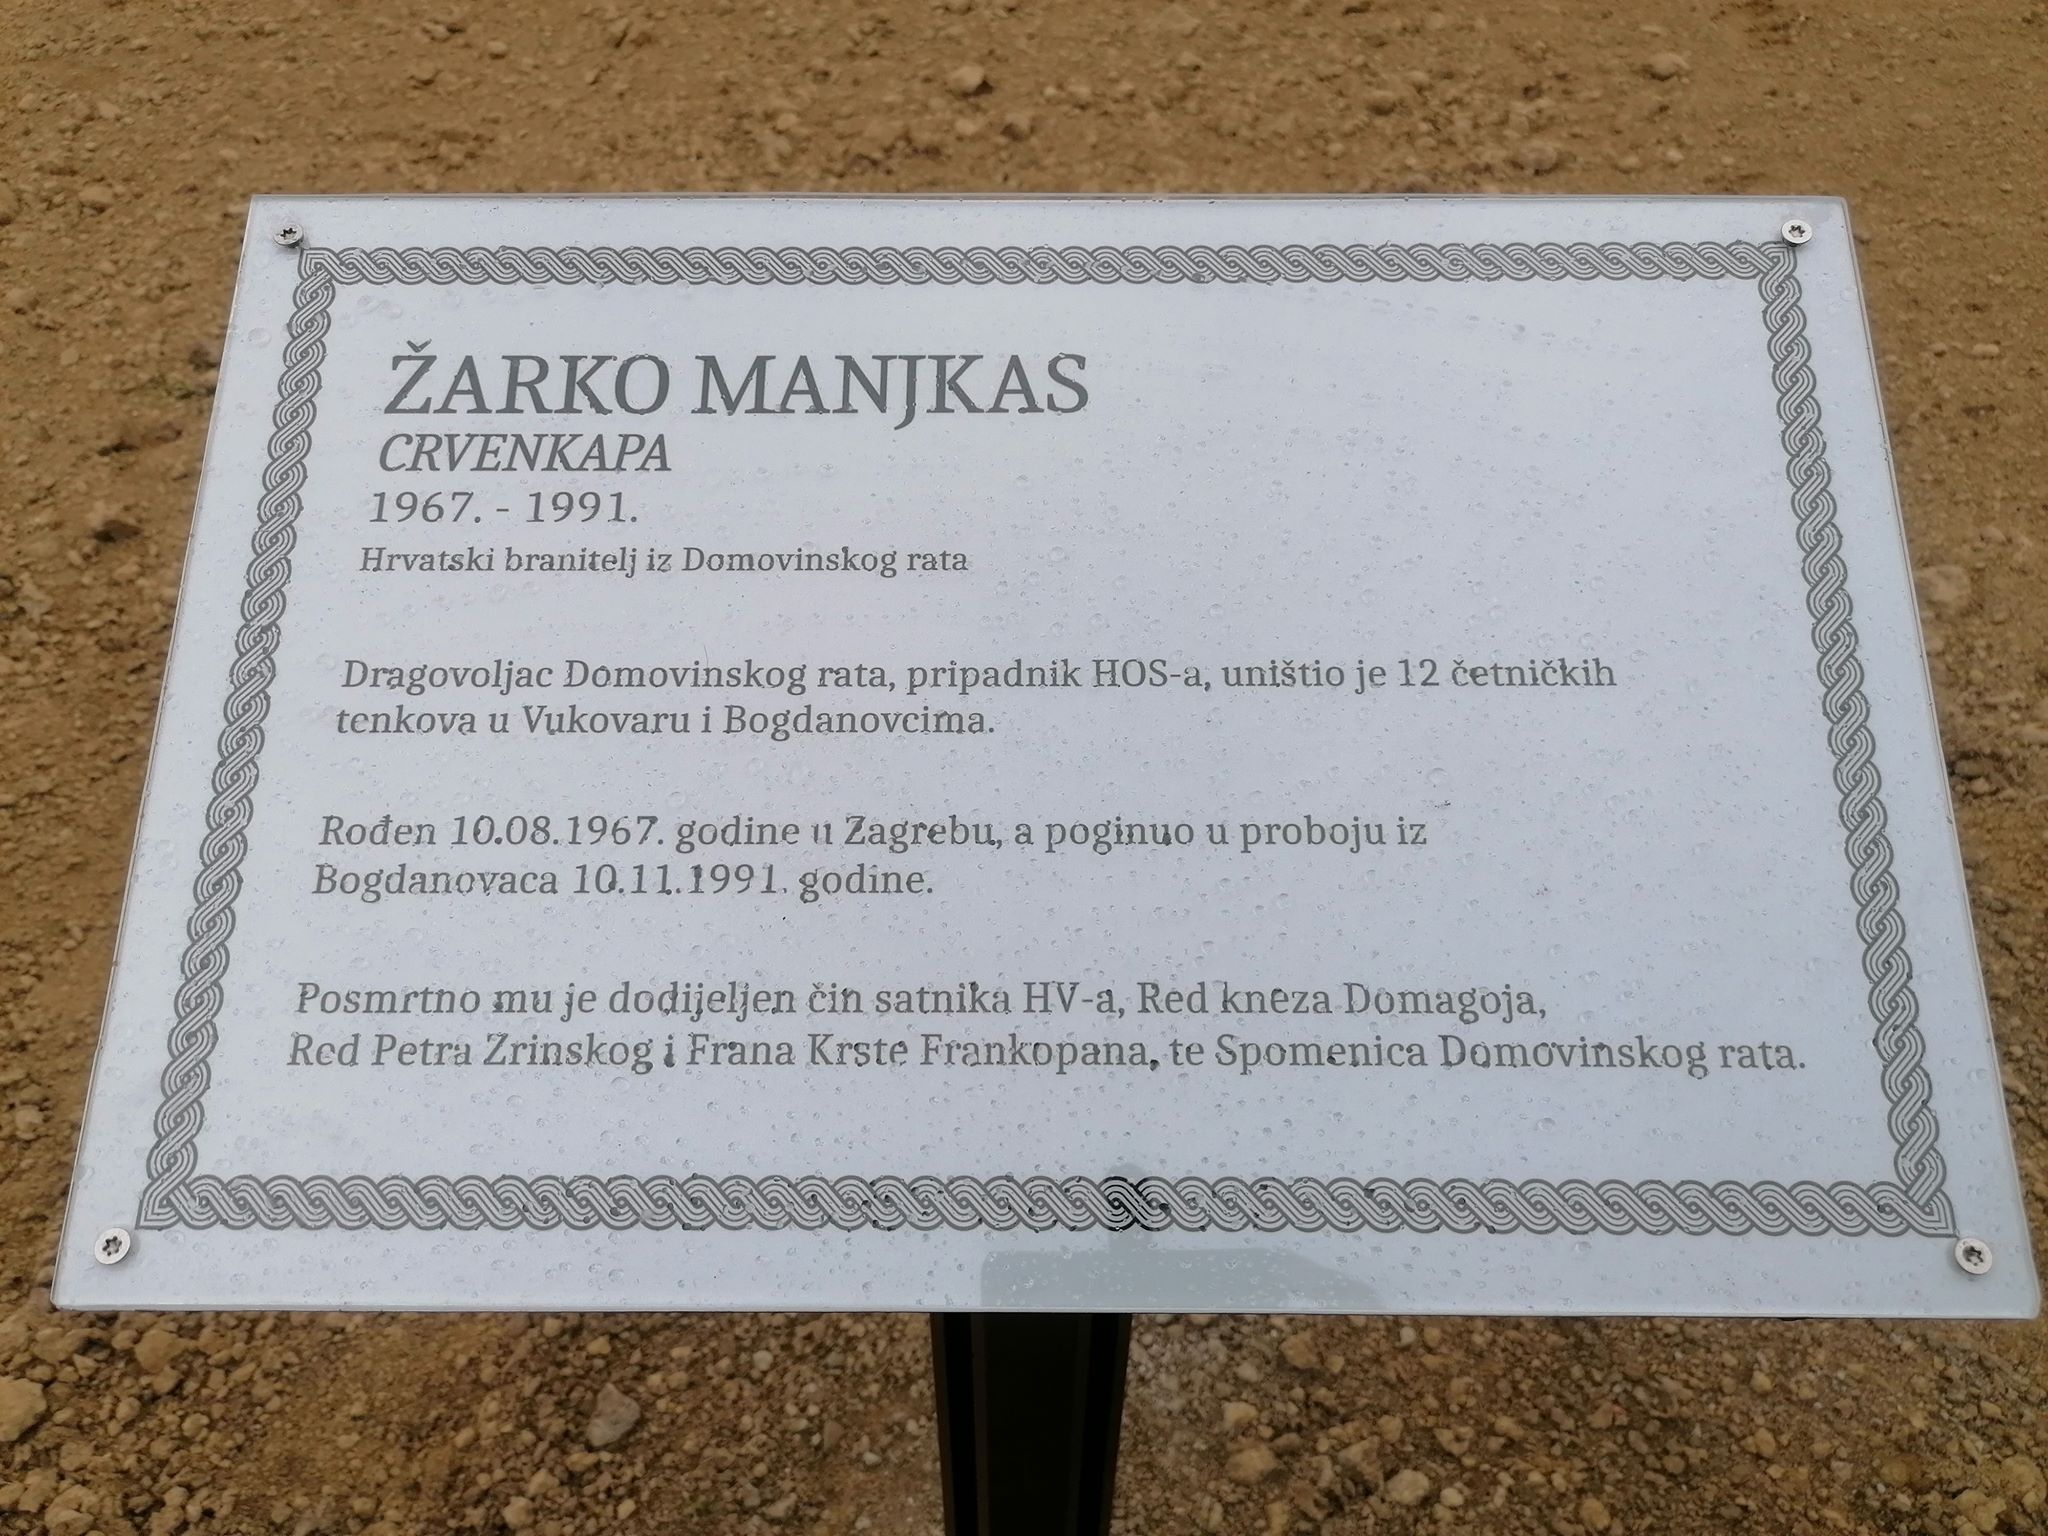 ŽARKO MANJKAS
CRVENKAPA
1967. - 1991.
Hrvatski branitelj iz Domovinskog rata
Dragovoljac Domovinskog rata, pripadnik HOS-a, uništio je 12 četničkih
tenkova u Vukovaru i Bogdanovcima.
Rođen 10.08.1967. godine u Zagrebu, a poginuo u proboju iz
Bogdanovaca 10.11.1991. godine.
Posmrtno mu je dodijeljen čin satnika HV-a, Red kneza Domagoja,
Red Petra Zrinskog i Frana Krste Frankopana, te Spomenica Domovinskog rata.